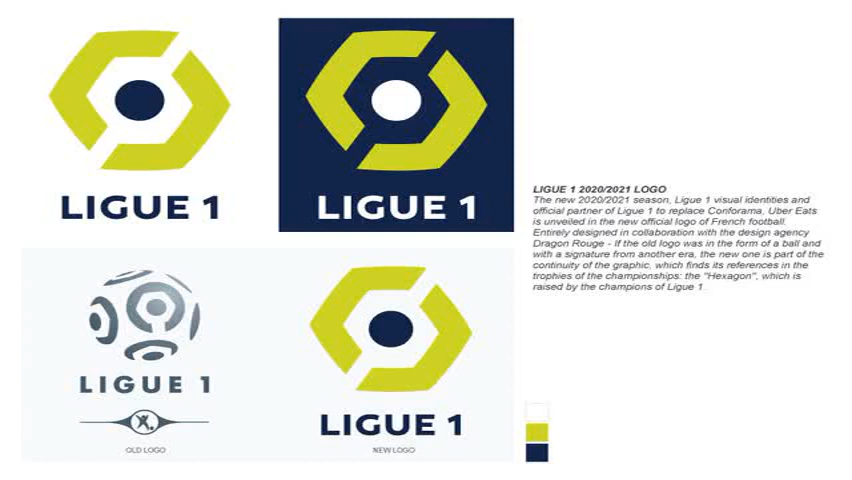 LIGUE 1
LIGUE 1
LIGUE 1 2020/2021 LOGO
The new 2020/2021 season, Ligue 1 visual identities and
official partner of Ligue 1 to replace Conforama, Uber Eats
is unveiled in the new official logo of French football.
Entirely designed in collaboration with the design agency
Dragon Rouge - If the old logo was in the form of a ball and
with a signature from another era, the new one is part of the
continuity of the graphic, which finds its references in the
trophies of the championships: the "Hexagon", which is
raised by the champions of Ligue 1.
LIGUE 1
OLD LOGO
LIGUE 1
NEW LOGO